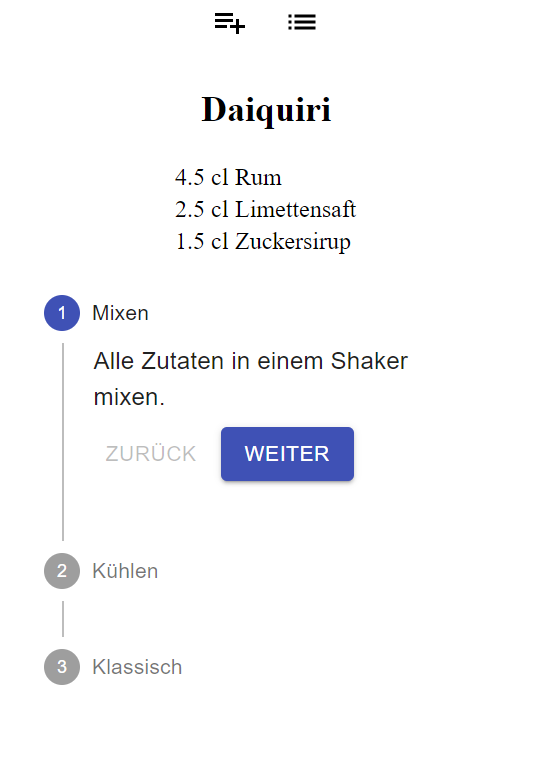 Daiquiri
4.5 cl Rum
2.5 cl Limettensaft
1.5 cl Zuckersirup
1 Mixen
Alle Zutaten in einem Shaker
mixen.
ZURÜCK WEITER
2 Kühlen
3 Klassisch